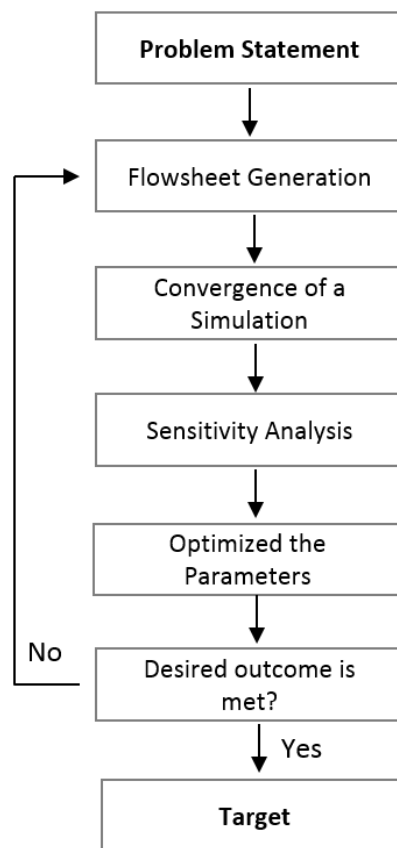 Problem Statement
Flowsheet Generation
Convergence of a
Simulation
Sensitivity Analysis
Optimized the
Parameters
No
Desired outcome is
met?
Yes
Target